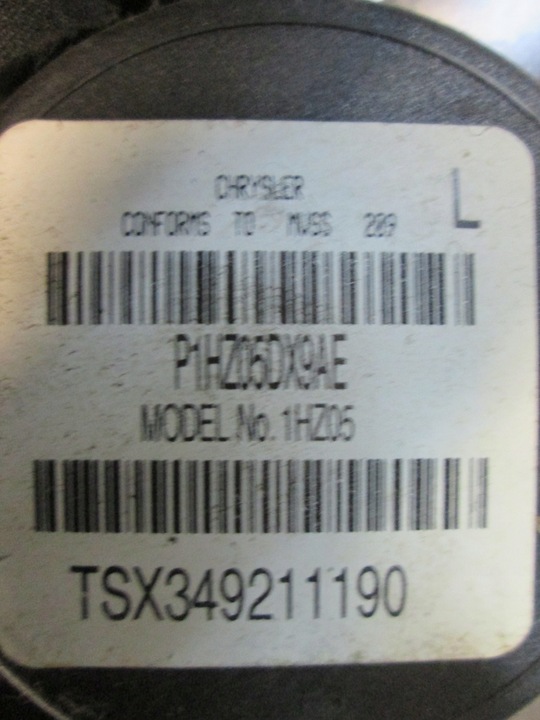 CHRYSLER
L
CONFORMS TO MVSS 209
P1HZ05DX9AE
MODEL No. 1HZ05
TSX349211190